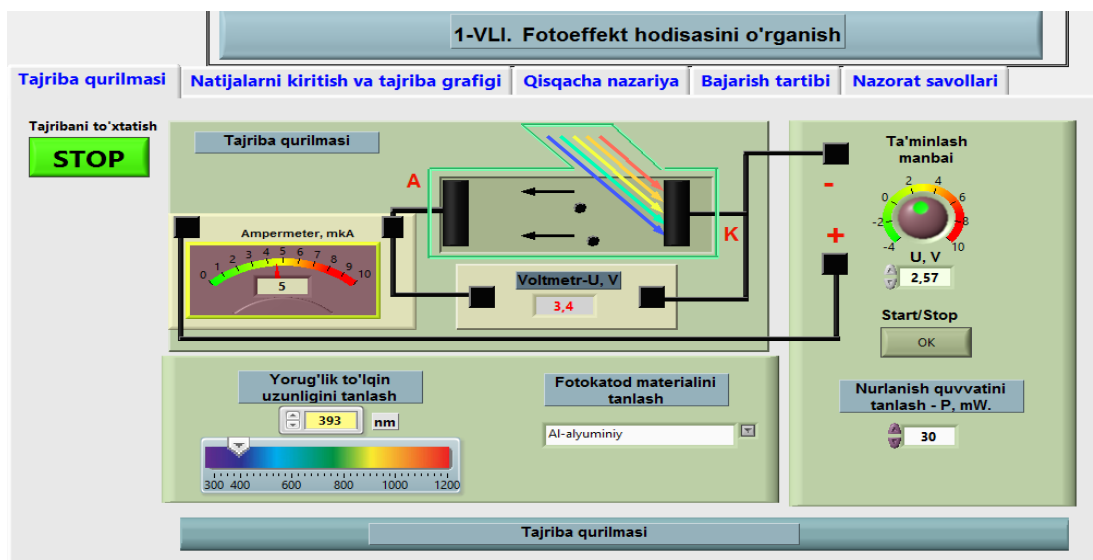 1-VLI. Fotoeffekt hodisasini o'rganish
Tajriba qurilmasi
Natijalarni kiritish va tajriba grafigi
Qisqacha nazariya
Bajarish tartibi
Nazorat savollari
Tajribani to'xtatish
STOP
Tajriba qurilmasi
A
K
Ampermeter, mkA
0 1 2 3 4 5 6 7 8 9 10
5
Voltmetr-U, V
3,4
-
+
Ta'minlash
manbai
-4 -2 0 2 4 6 8 10
U, V
2,57
Start/Stop
OK
Nurlanish quvvatini
tanlash - P, mW.
30
Yorug'lik to'lqin
uzunligini tanlash
393 nm
300 400 600 800 1000 1200
Fotokatod materialini
tanlash
Al-alyuminiy
Tajriba qurilmasi